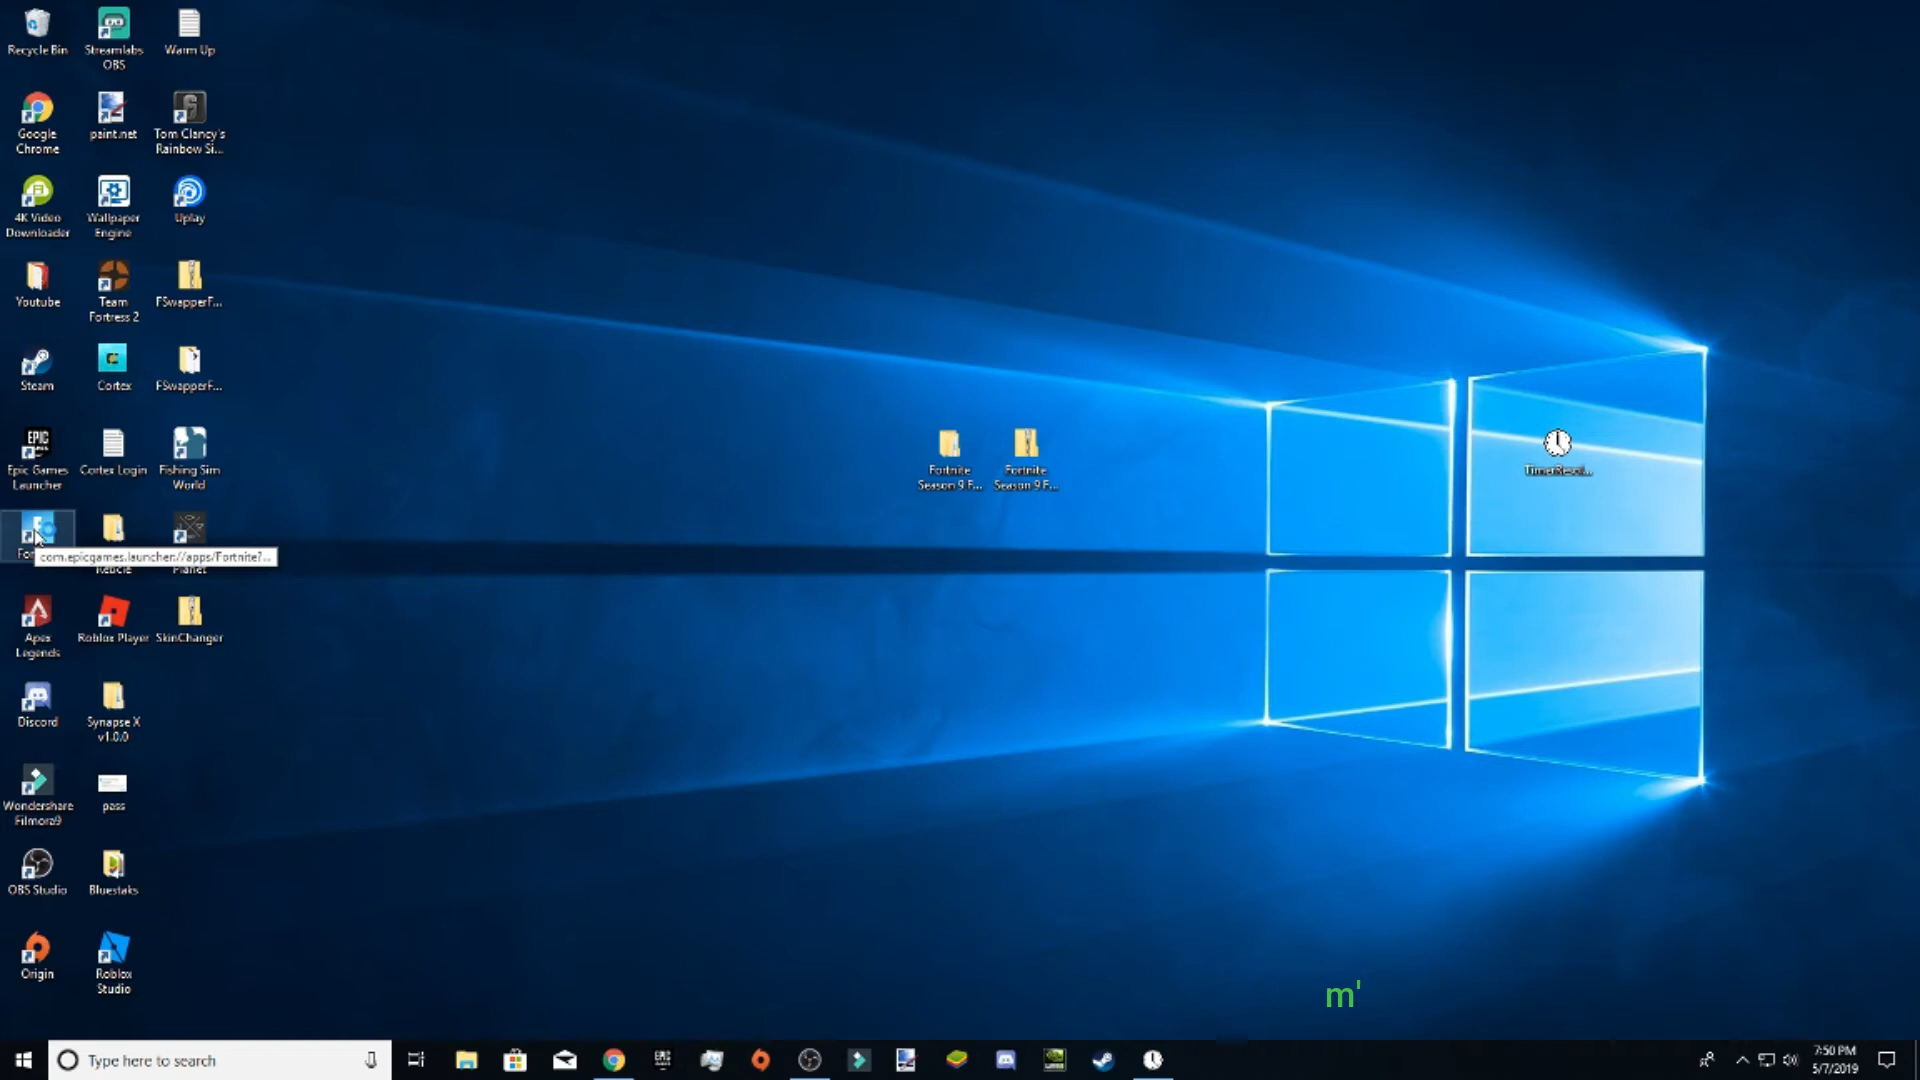 Recycle Bin
Streamlabs
OBS
Warm Up
Google
Chrome
paint.net
Tom Clancy's
Rainbow Si...
4K Video
Downloader
Wallpaper
Engine
Uplay
Youtube
Team
Fortress 2
FSwapperF...
Steam
Cortex
FSwapperF...
EPIC
Epic Games
Launcher
Cortex Login
Fishing Sim
World
Fortnite
Season 9 F...
Fortnite
Season 9 F...
TimerResol...
com.epicgames.launcher://apps/Fortnite?...
Planet
Apex
Legends
Roblox Player
SkinChanger
Discord
Synapse X
v1.0.0
Wondershare
Filmora9
pass
OBS Studio
Bluestaks
Origin
Roblox
Studio
m'
Type here to search
EPIC
7:50 PM
5/7/2019